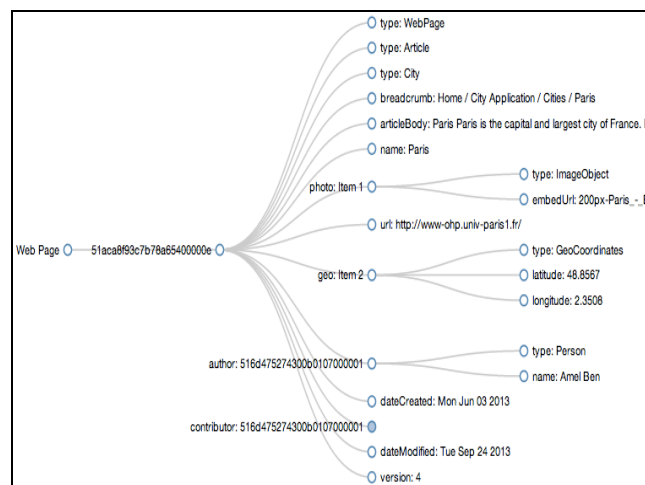 type: WebPage
type: Article
type: City
breadcrumb: Home / City Application / Cities / Paris
articleBody: Paris Paris is the capital and largest city of France.
name: Paris
photo: Item 1
type: ImageObject
embedUrl: 200px-Paris_-_
url: http://www-ohp.univ-paris1.fr/
Web Page
51aca8f93c7b78a65400000e
geo: Item 2
type: GeoCoordinates
latitude: 48.8567
longitude: 2.3508
author: 516d475274300b0107000001
type: Person
name: Amel Ben
dateCreated: Mon Jun 03 2013
contributor: 516d475274300b0107000001
dateModified: Tue Sep 24 2013
version: 4